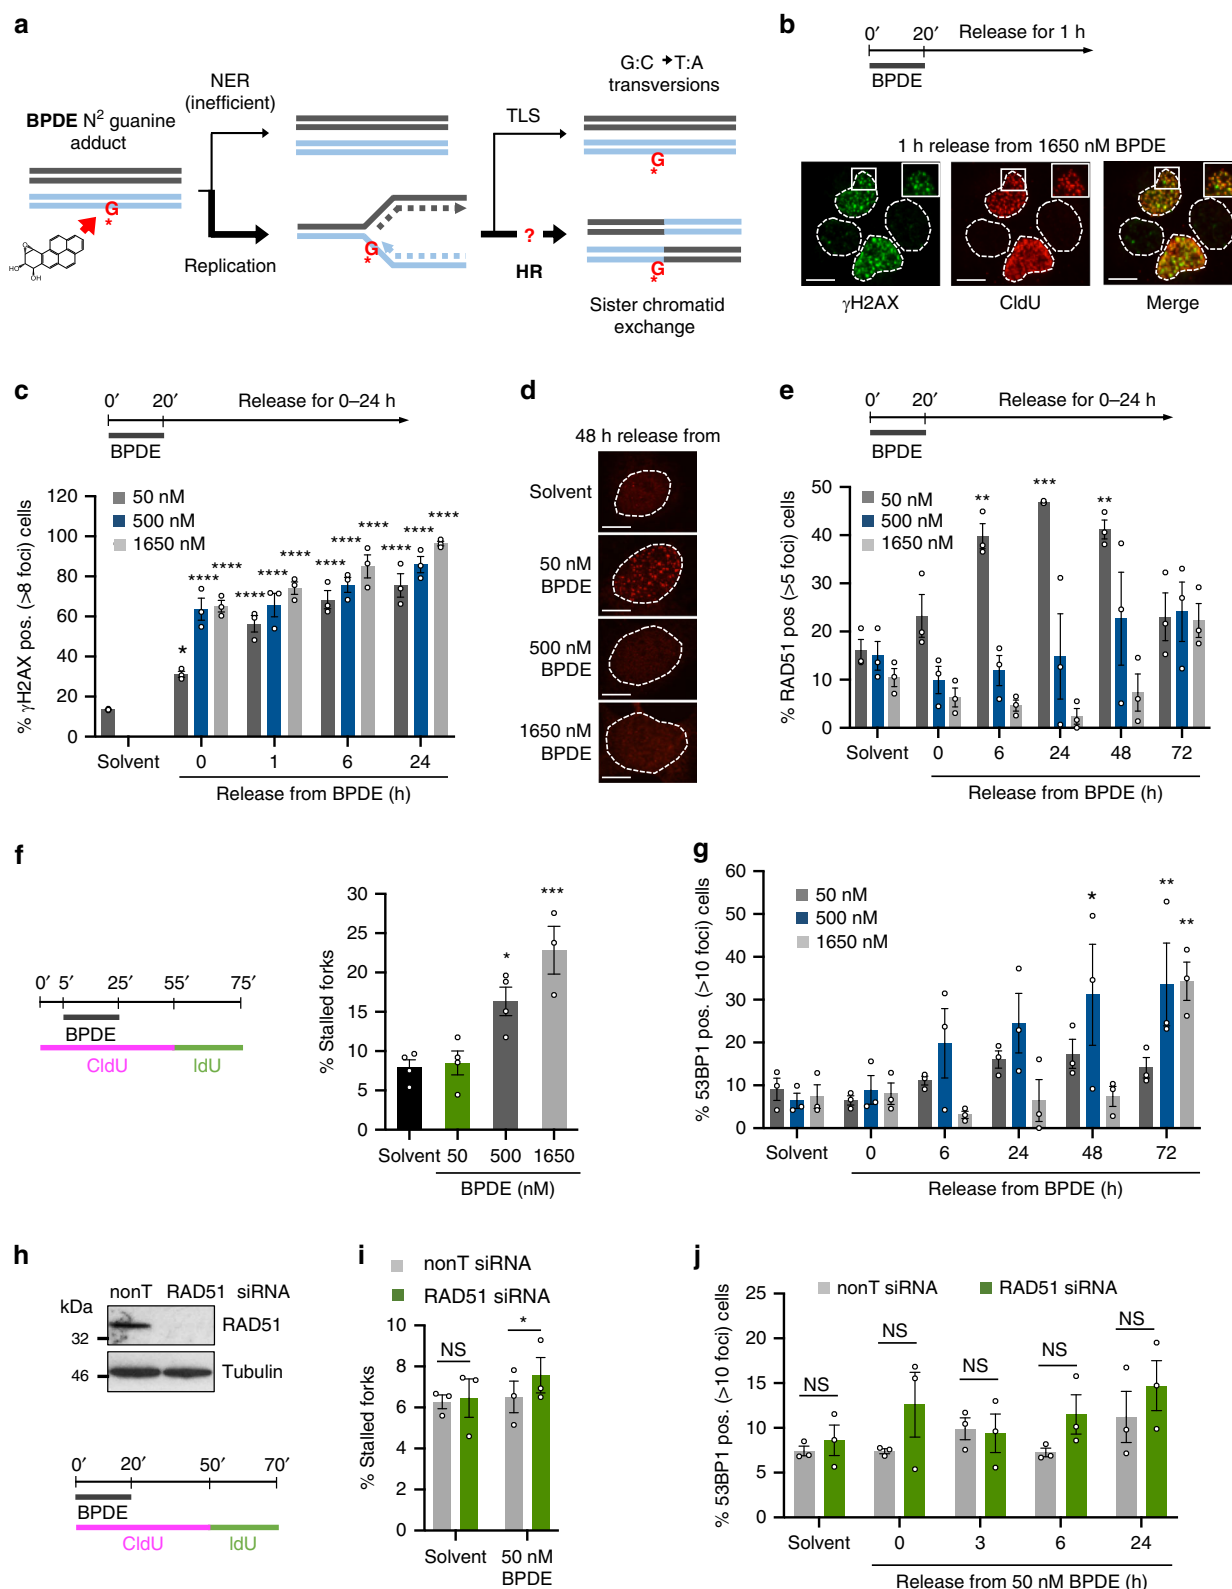 a
BPDE N² guanine
adduct
G
*
HO
OH
O
NER
(inefficient)
Replication
G
*
TLS
?
HR
G:C → T:A
transversions
G
*
G
*
Sister chromatid
exchange
b
0′ 20′ Release for 1 h
BPDE
1 h release from 1650 nM BPDE
γH2AX CldU Merge
c
0′ 20′ Release for 0–24 h
BPDE
% γH2AX pos. (>8 foci) cells
120
100
80
60
40
20
0
50 nM
500 nM
1650 nM
* **** ****
**** **** ****
**** **** ****
**** **** ****
Solvent 0 1 6 24
Release from BPDE (h)
d
48 h release from
Solvent
50 nM
BPDE
500 nM
BPDE
1650 nM
BPDE
e
0′ 20′ Release for 0–24 h
BPDE
% RAD51 pos (>5 foci) cells
50
40
30
20
10
0
50 nM
500 nM
1650 nM
** *** **
Solvent 0 6 24 48 72
Release from BPDE (h)
f
0′ 5′ 25′ 55′ 75′
BPDE
CldU IdU
% Stalled forks
30
25
20
15
10
5
0
* ***
Solvent 50 500 1650
BPDE (nM)
g
% 53BP1 pos. (>10 foci) cells
60
50
40
30
20
10
0
50 nM
500 nM
1650 nM
* ** **
Solvent 0 6 24 48 72
Release from BPDE (h)
h
nonT RAD51 siRNA
kDa
32
RAD51
46
Tubulin
0′ 20′ 50′ 70′
BPDE
CldU IdU
i
nonT siRNA
RAD51 siRNA
% Stalled forks
10
8
6
4
2
0
NS *
Solvent 50 nM
BPDE
j
nonT siRNA RAD51 siRNA
% 53BP1 pos. (>10 foci) cells
25
20
15
10
5
0
NS NS NS NS NS
Solvent 0 3 6 24
Release from 50 nM BPDE (h)